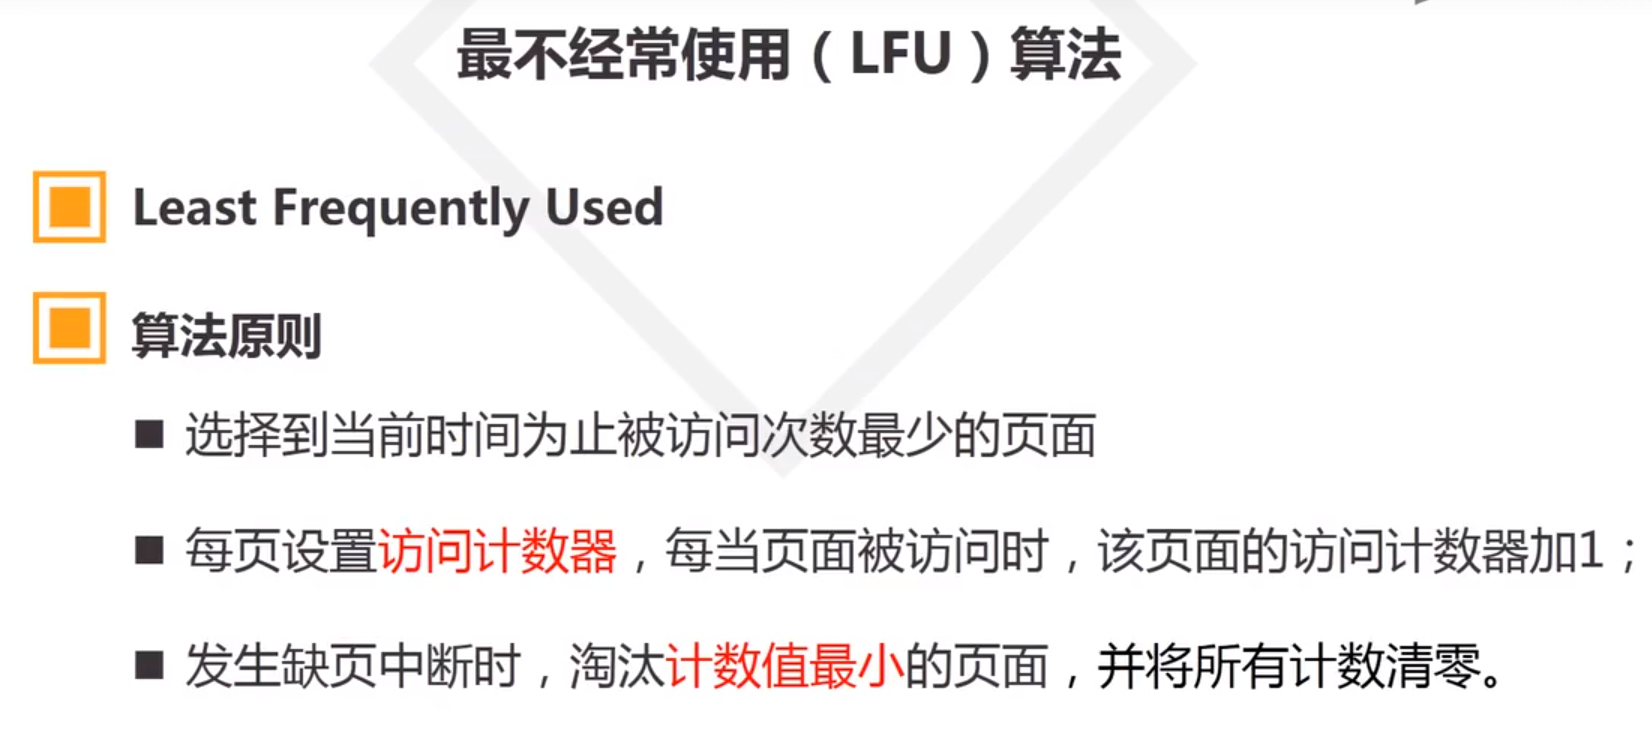 最不经常使用（LFU）算法
Least Frequently Used
算法原则
选择到当前时间为止被访问次数最少的页面
每页设置访问计数器，每当页面被访问时，该页面的访问计数器加1；
发生缺页中断时，淘汰计数值最小的页面，并将所有计数清零。